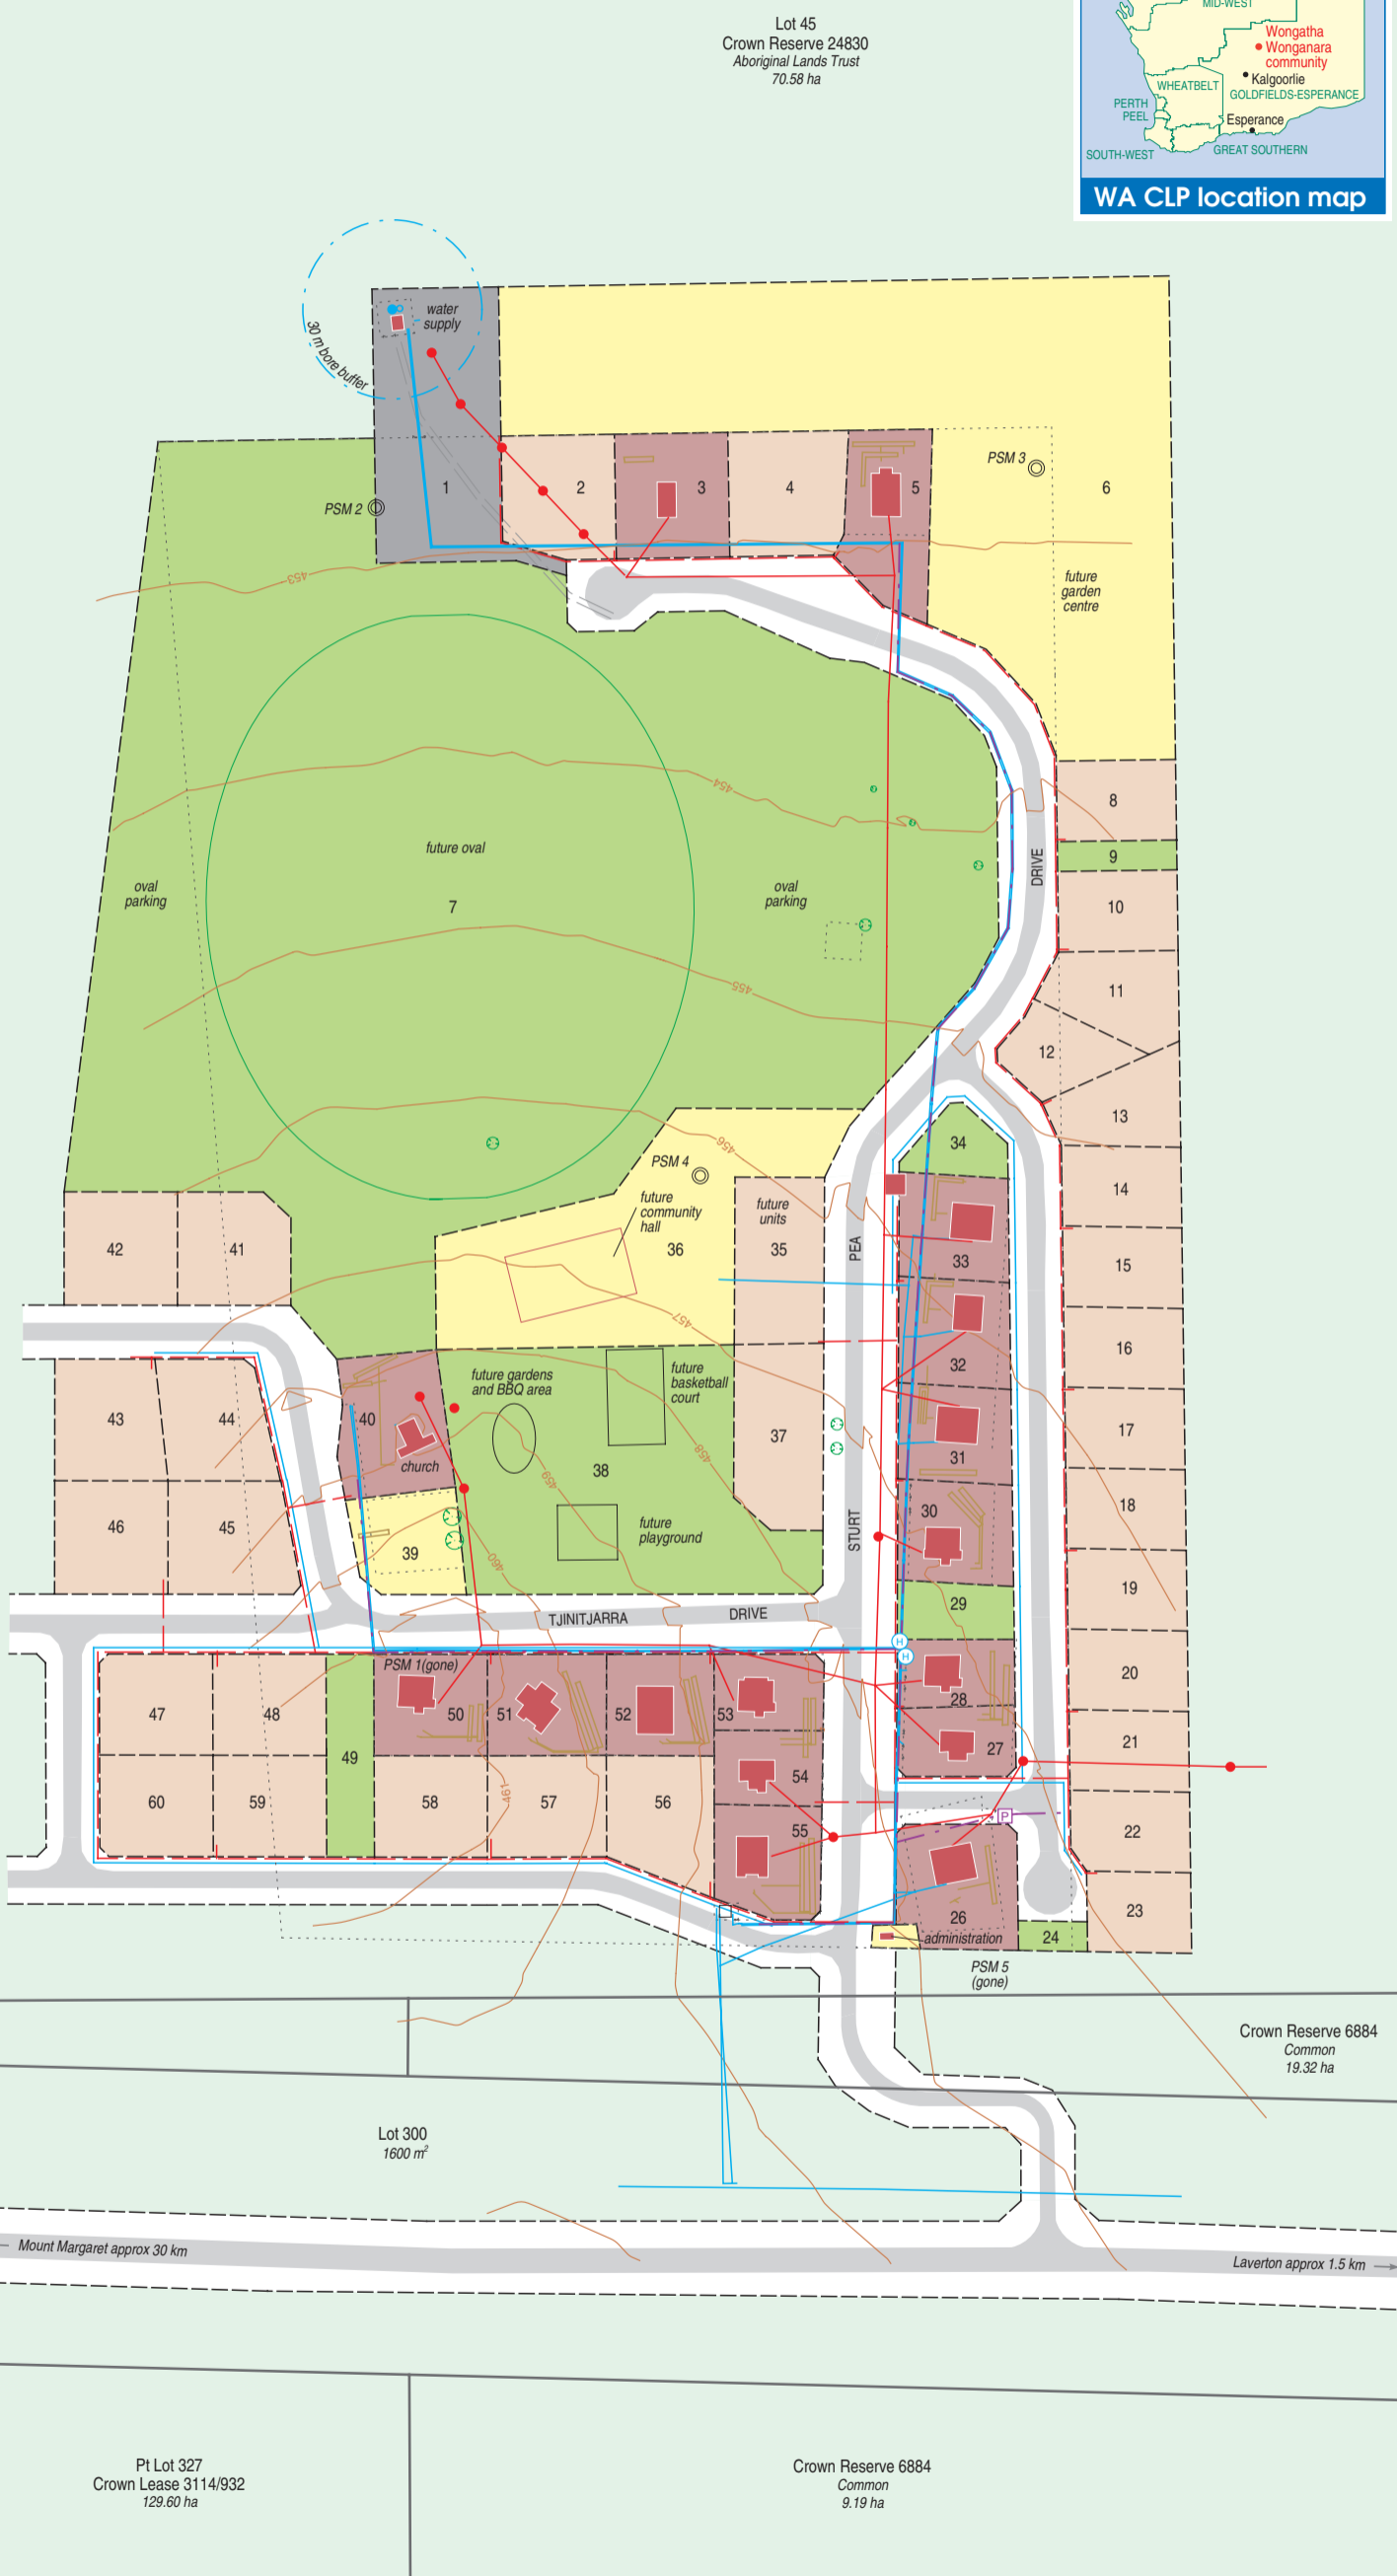 Lot 45
Crown Reserve 24830
Aboriginal Lands Trust
70.58 ha
MID-WEST
Wongatha
Wonganara
community
Kalgoorlie
WHEATBELT
GOLDFIELDS-ESPERANCE
PERTH
PEEL
Esperance
SOUTH-WEST
GREAT SOUTHERN
WA CLP location map
30 m bore buffer
water
supply
PSM 3
1
2
3
4
5
6
PSM 2
453
future
garden
centre
454
8
9
DRIVE
future oval
oval
parking
7
oval
parking
10
455
11
12
13
456
34
PSM 4
14
future
community
hall
future
units
42
41
36
35
PEA
33
15
457
32
16
future gardens
and BBQ area
future
basketball
court
43
44
40
church
37
17
458
31
459
38
18
46
45
39
future
playground
STURT
30
460
19
29
TJINITJARRA
DRIVE
H
H
PSM 1(gone)
47
48
50
51
52
53
28
20
49
27
21
54
461
60
59
58
57
56
55
P
22
26
23
administration
24
PSM 5
(gone)
Crown Reserve 6884
Common
19.32 ha
Lot 300
1600 m²
Mount Margaret approx 30 km
Laverton approx 1.5 km
Pt Lot 327
Crown Lease 3114/932
129.60 ha
Crown Reserve 6884
Common
9.19 ha